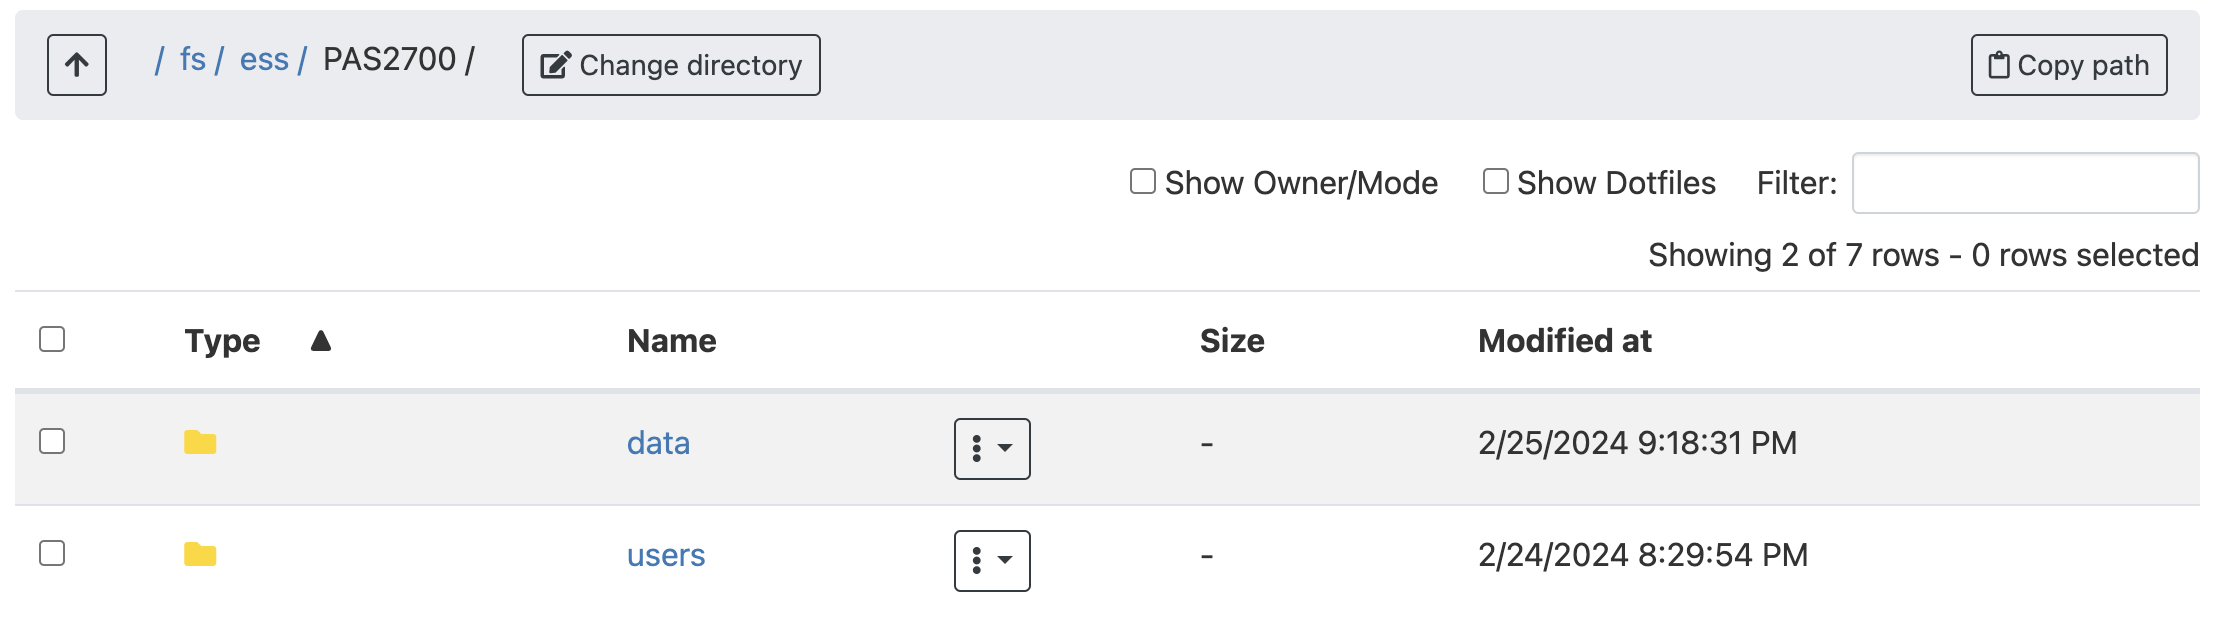 / fs / ess / PAS2700 / Change directory Copy path
Show Owner/Mode Show Dotfiles Filter:
Showing 2 of 7 rows - 0 rows selected
Type Name Size Modified at
data - 2/25/2024 9:18:31 PM
users - 2/24/2024 8:29:54 PM